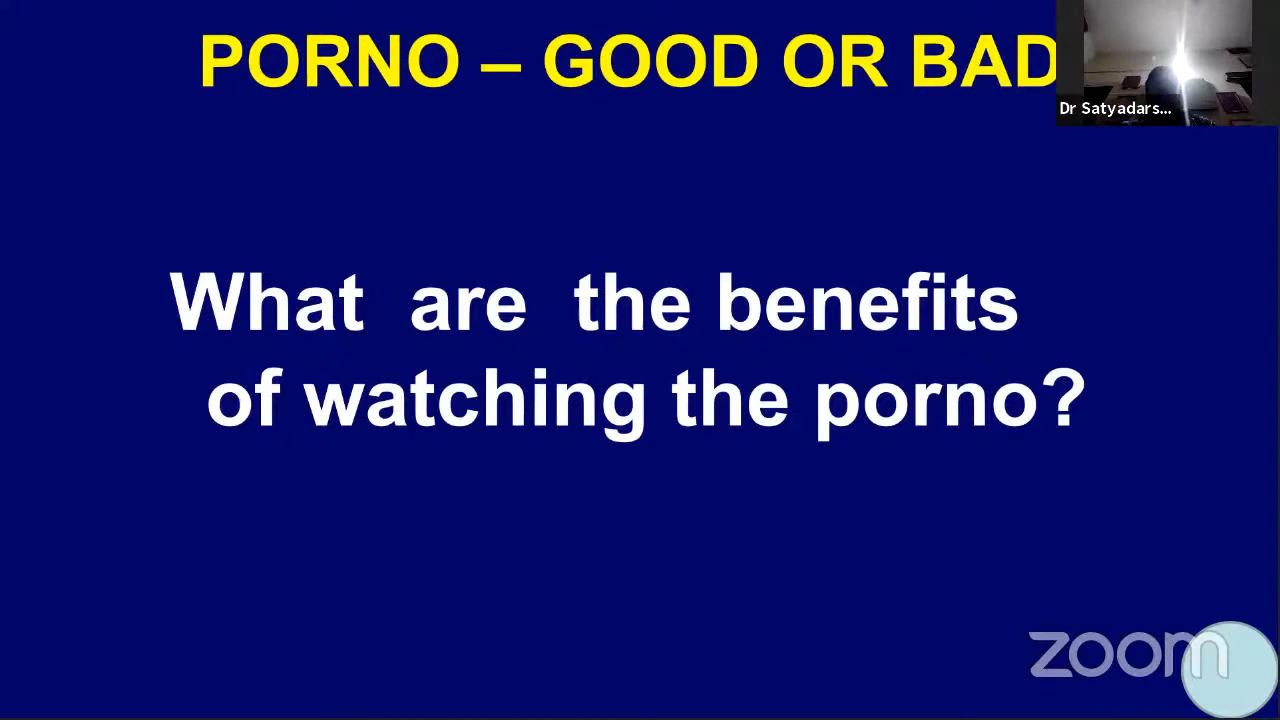 PORNO – GOOD OR BAD
Dr Satyadars...
What are the benefits
of watching the porno?
zoom